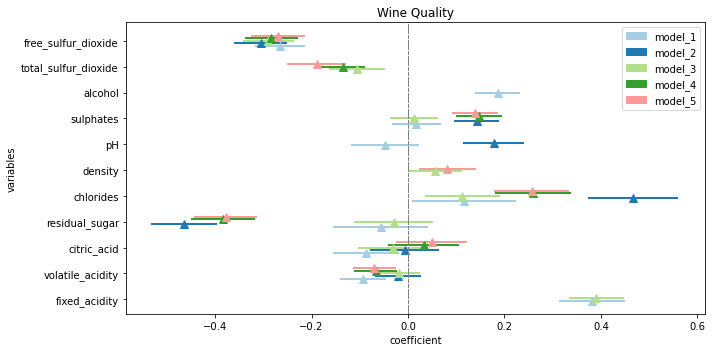 Wine Quality
model_1
model_2
model_3
model_4
model_5
variables
free_sulfur_dioxide
total_sulfur_dioxide
alcohol
sulphates
pH
density
chlorides
residual_sugar
citric_acid
volatile_acidity
fixed_acidity
−0.4 −0.2 0.0 0.2 0.4 0.6
coefficient